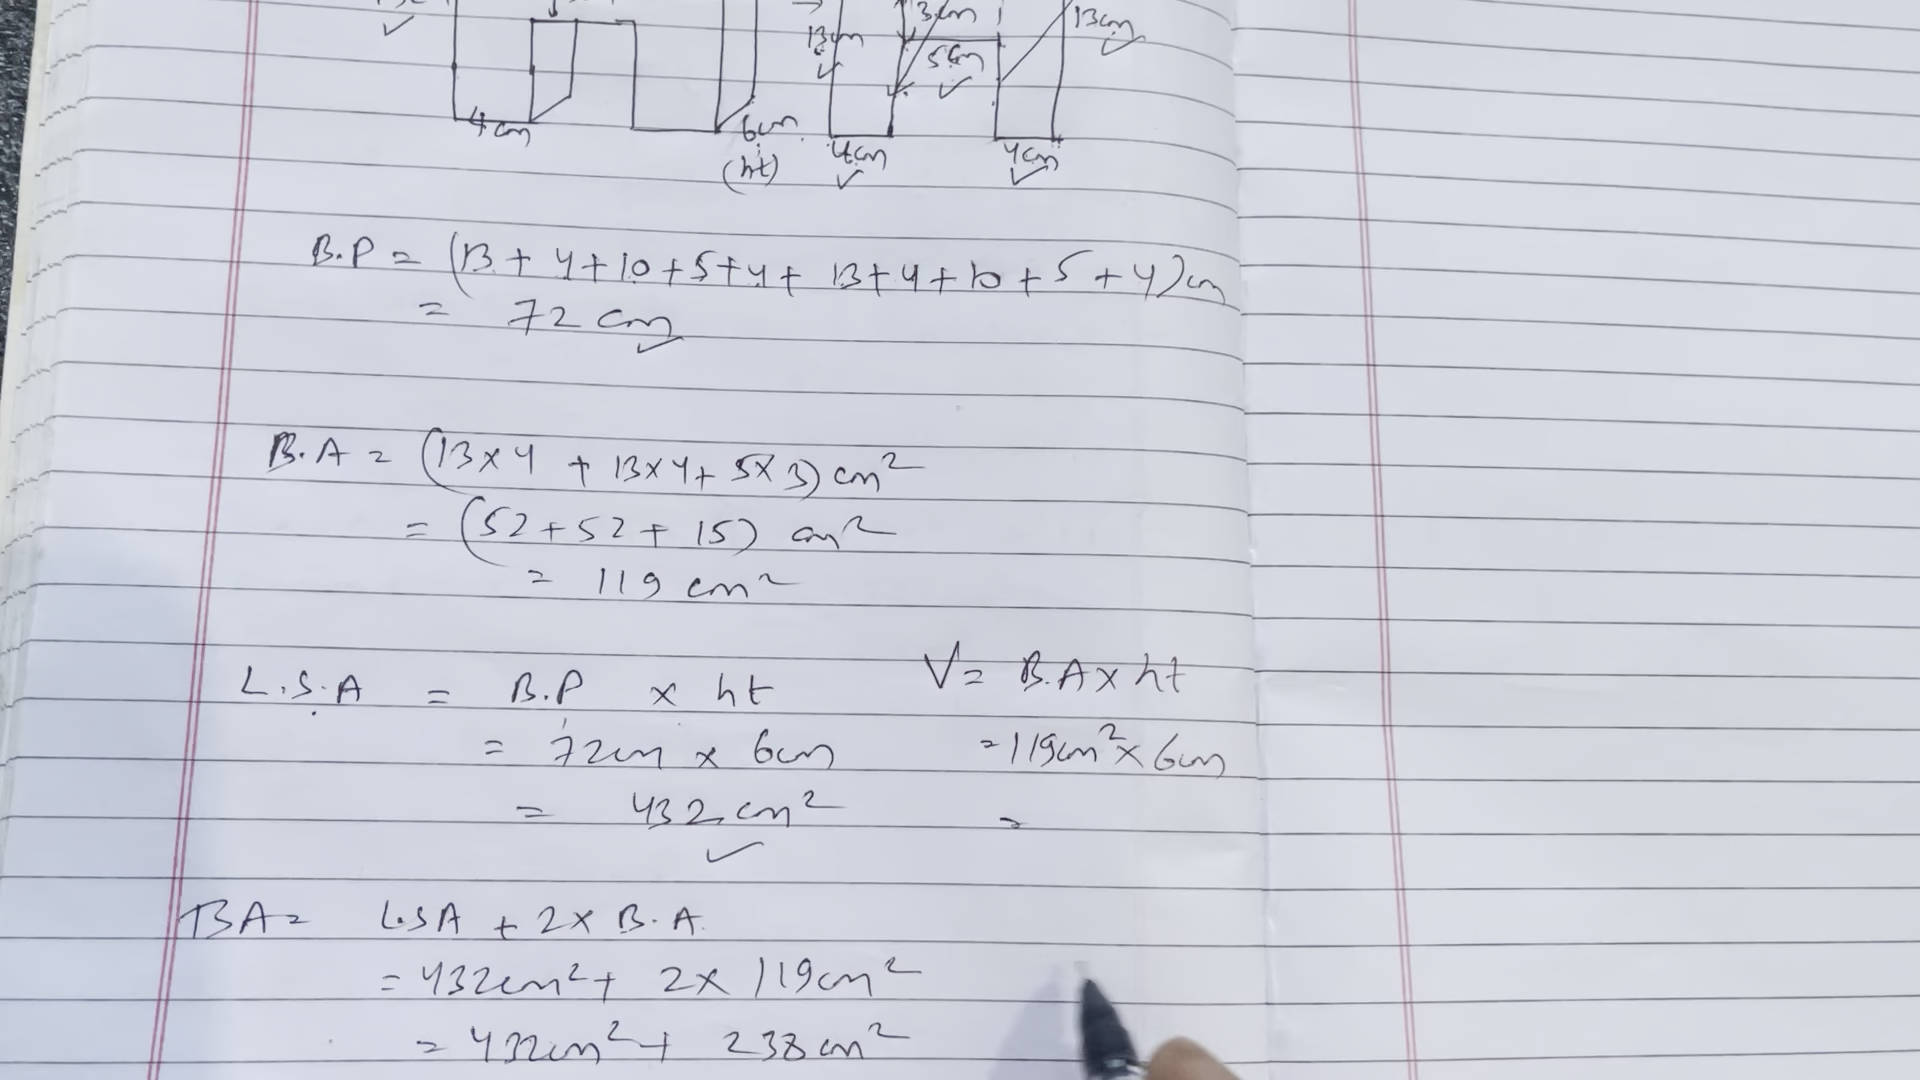 13cm
3cm
13cm
5cm
4cm
6cm
(ht)
4cm
4cm
B.P = (13 + 4 + 10 + 5 + 4 + 13 + 4 + 10 + 5 + 4) cm
= 72 cm
B.A = (13 x 4 + 13 x 4 + 5 x 3) cm²
= (52 + 52 + 15) cm²
= 119 cm²
L.S.A = B.P x ht
= 72cm x 6cm
= 432 cm²
V = B.A x ht
= 119cm² x 6cm
=
TSA = LSA + 2 x B.A.
= 432cm² + 2 x 119cm²
= 432cm² + 238 cm²